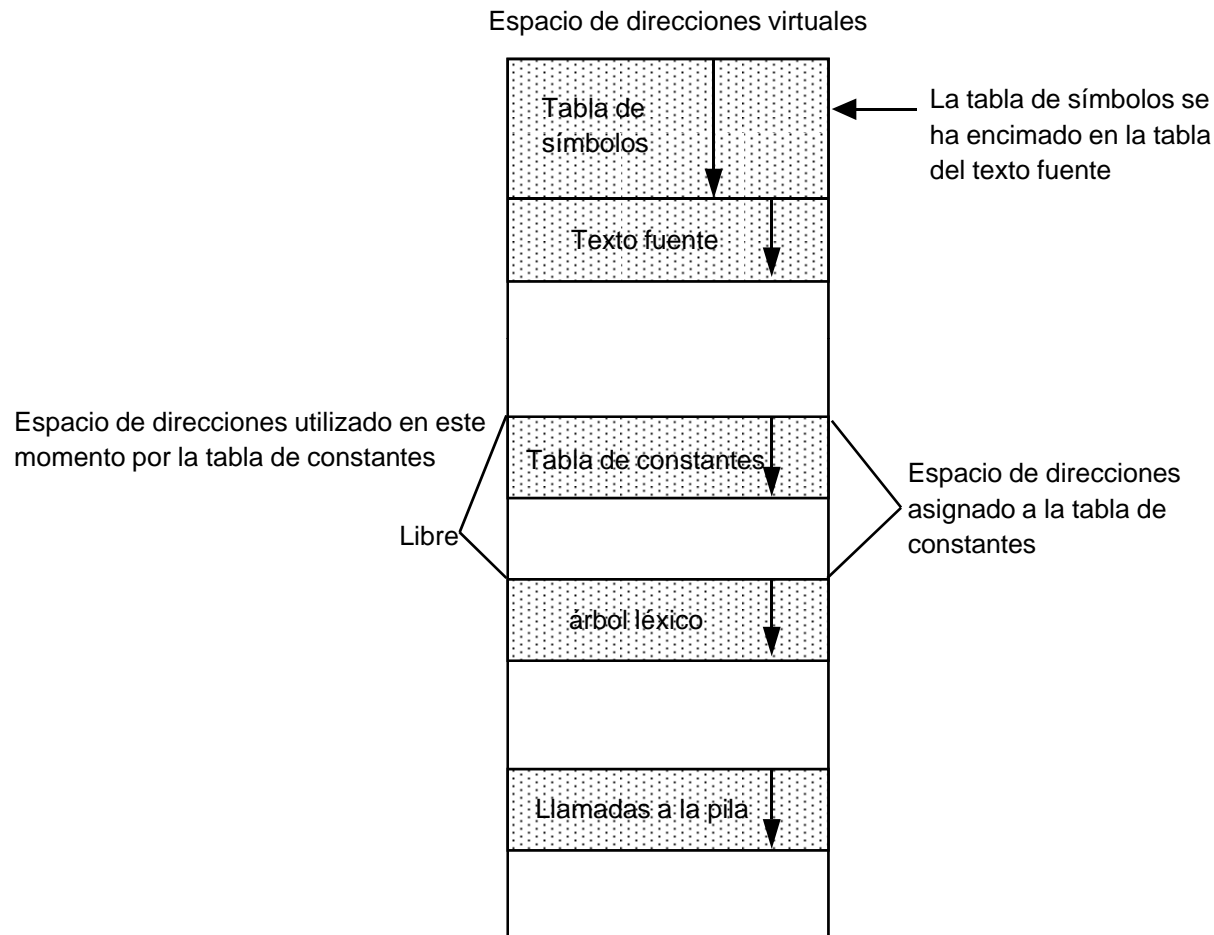 Espacio de direcciones virtuales
Tabla de
símbolos
La tabla de símbolos se
ha encimado en la tabla
del texto fuente
Texto fuente
Espacio de direcciones utilizado en este
momento por la tabla de constantes
Tabla de constantes
Espacio de direcciones
asignado a la tabla de
constantes
Libre
árbol léxico
Llamadas a la pila